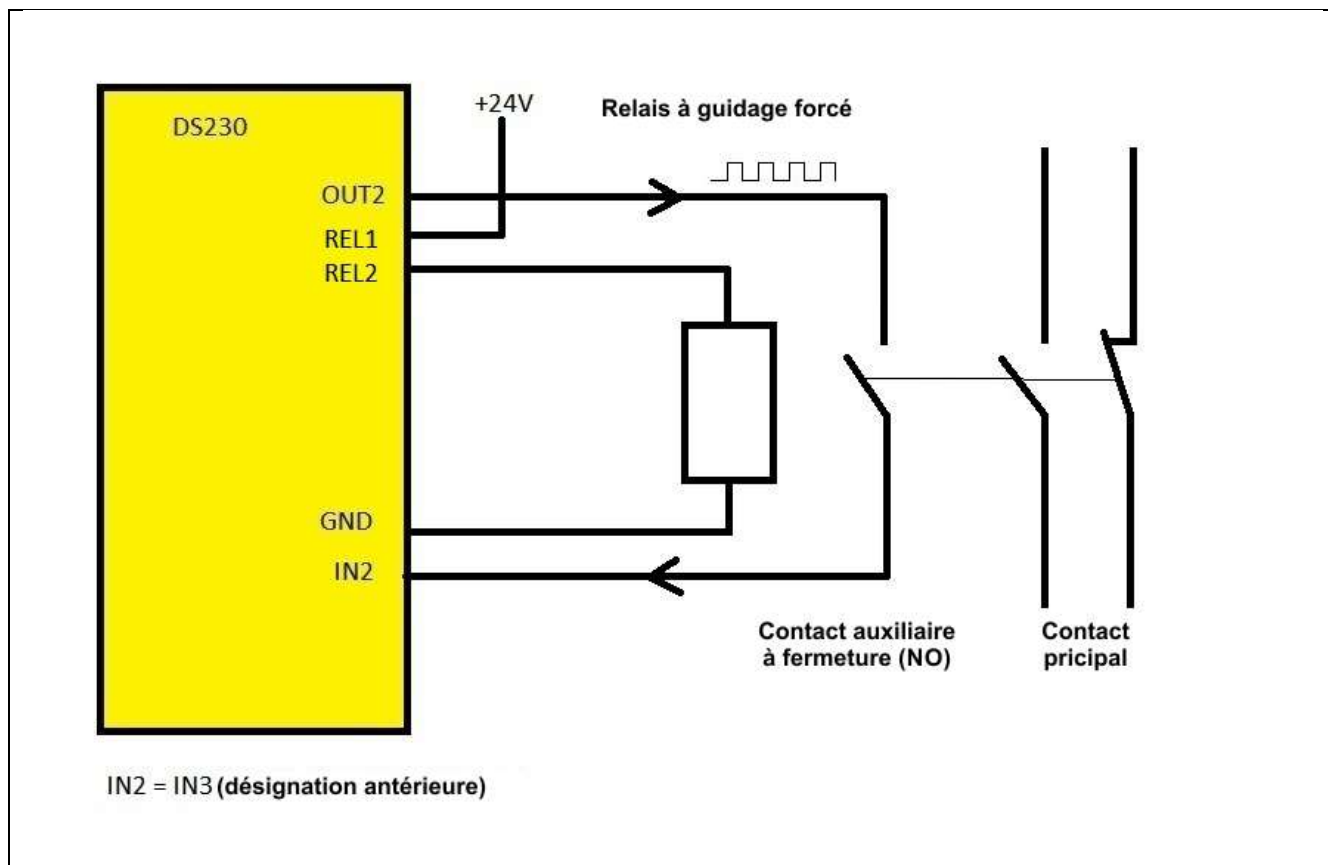 DS230
+24V
Relais à guidage forcé
OUT2
REL1
REL2
GND
IN2
Contact auxiliaire
à fermeture (NO)
Contact
pricipal
IN2 = IN3 (désignation antérieure)